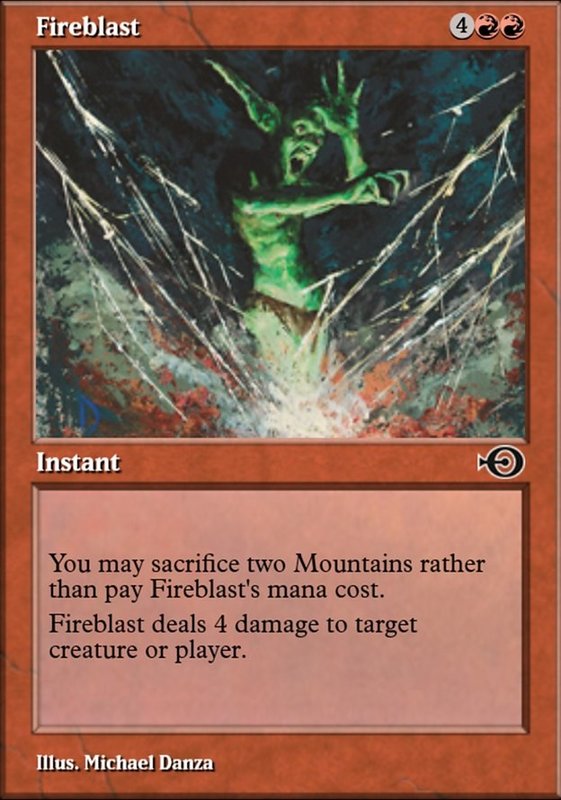 Fireblast 4
Instant
You may sacrifice two Mountains rather
than pay Fireblast's mana cost.
Fireblast deals 4 damage to target
creature or player.
Illus. Michael Danza
D